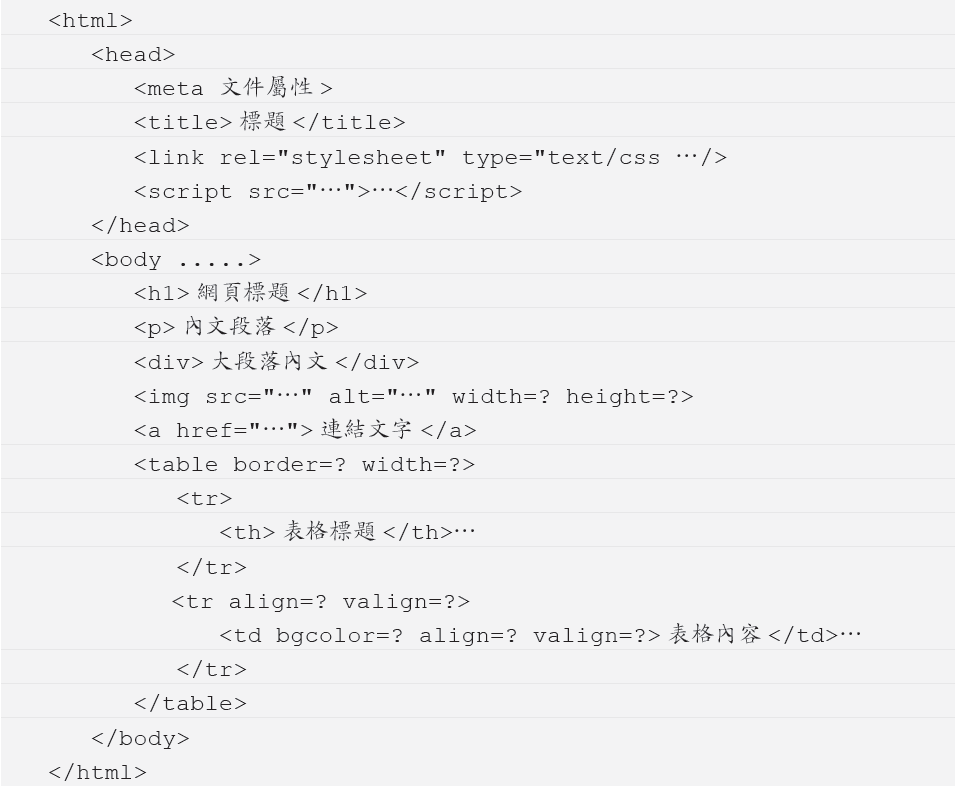 <html>
<head>
<meta 文件屬性>
<title>標題</title>
<link rel="stylesheet" type="text/css …/>
<script src="…">…</script>
</head>
<body .....>
<h1>網頁標題</h1>
<p>內文段落</p>
<div>大段落內文</div>
<img src="…" alt="…" width=? height=?>
<a href="…">連結文字</a>
<table border=? width=?>
<tr>
<th>表格標題</th>…
</tr>
<tr align=? valign=?>
<td bgcolor=? align=? valign=?>表格內容</td>…
</tr>
</table>
</body>
</html>